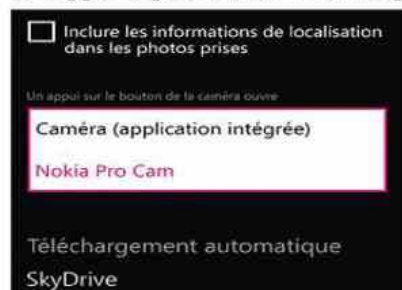 Inclure les informations de localisation
dans les photos prises
Un appui sur le bouton de la caméra ouvre
Caméra (application intégrée)
Nokia Pro Cam
Téléchargement automatique
SkyDrive